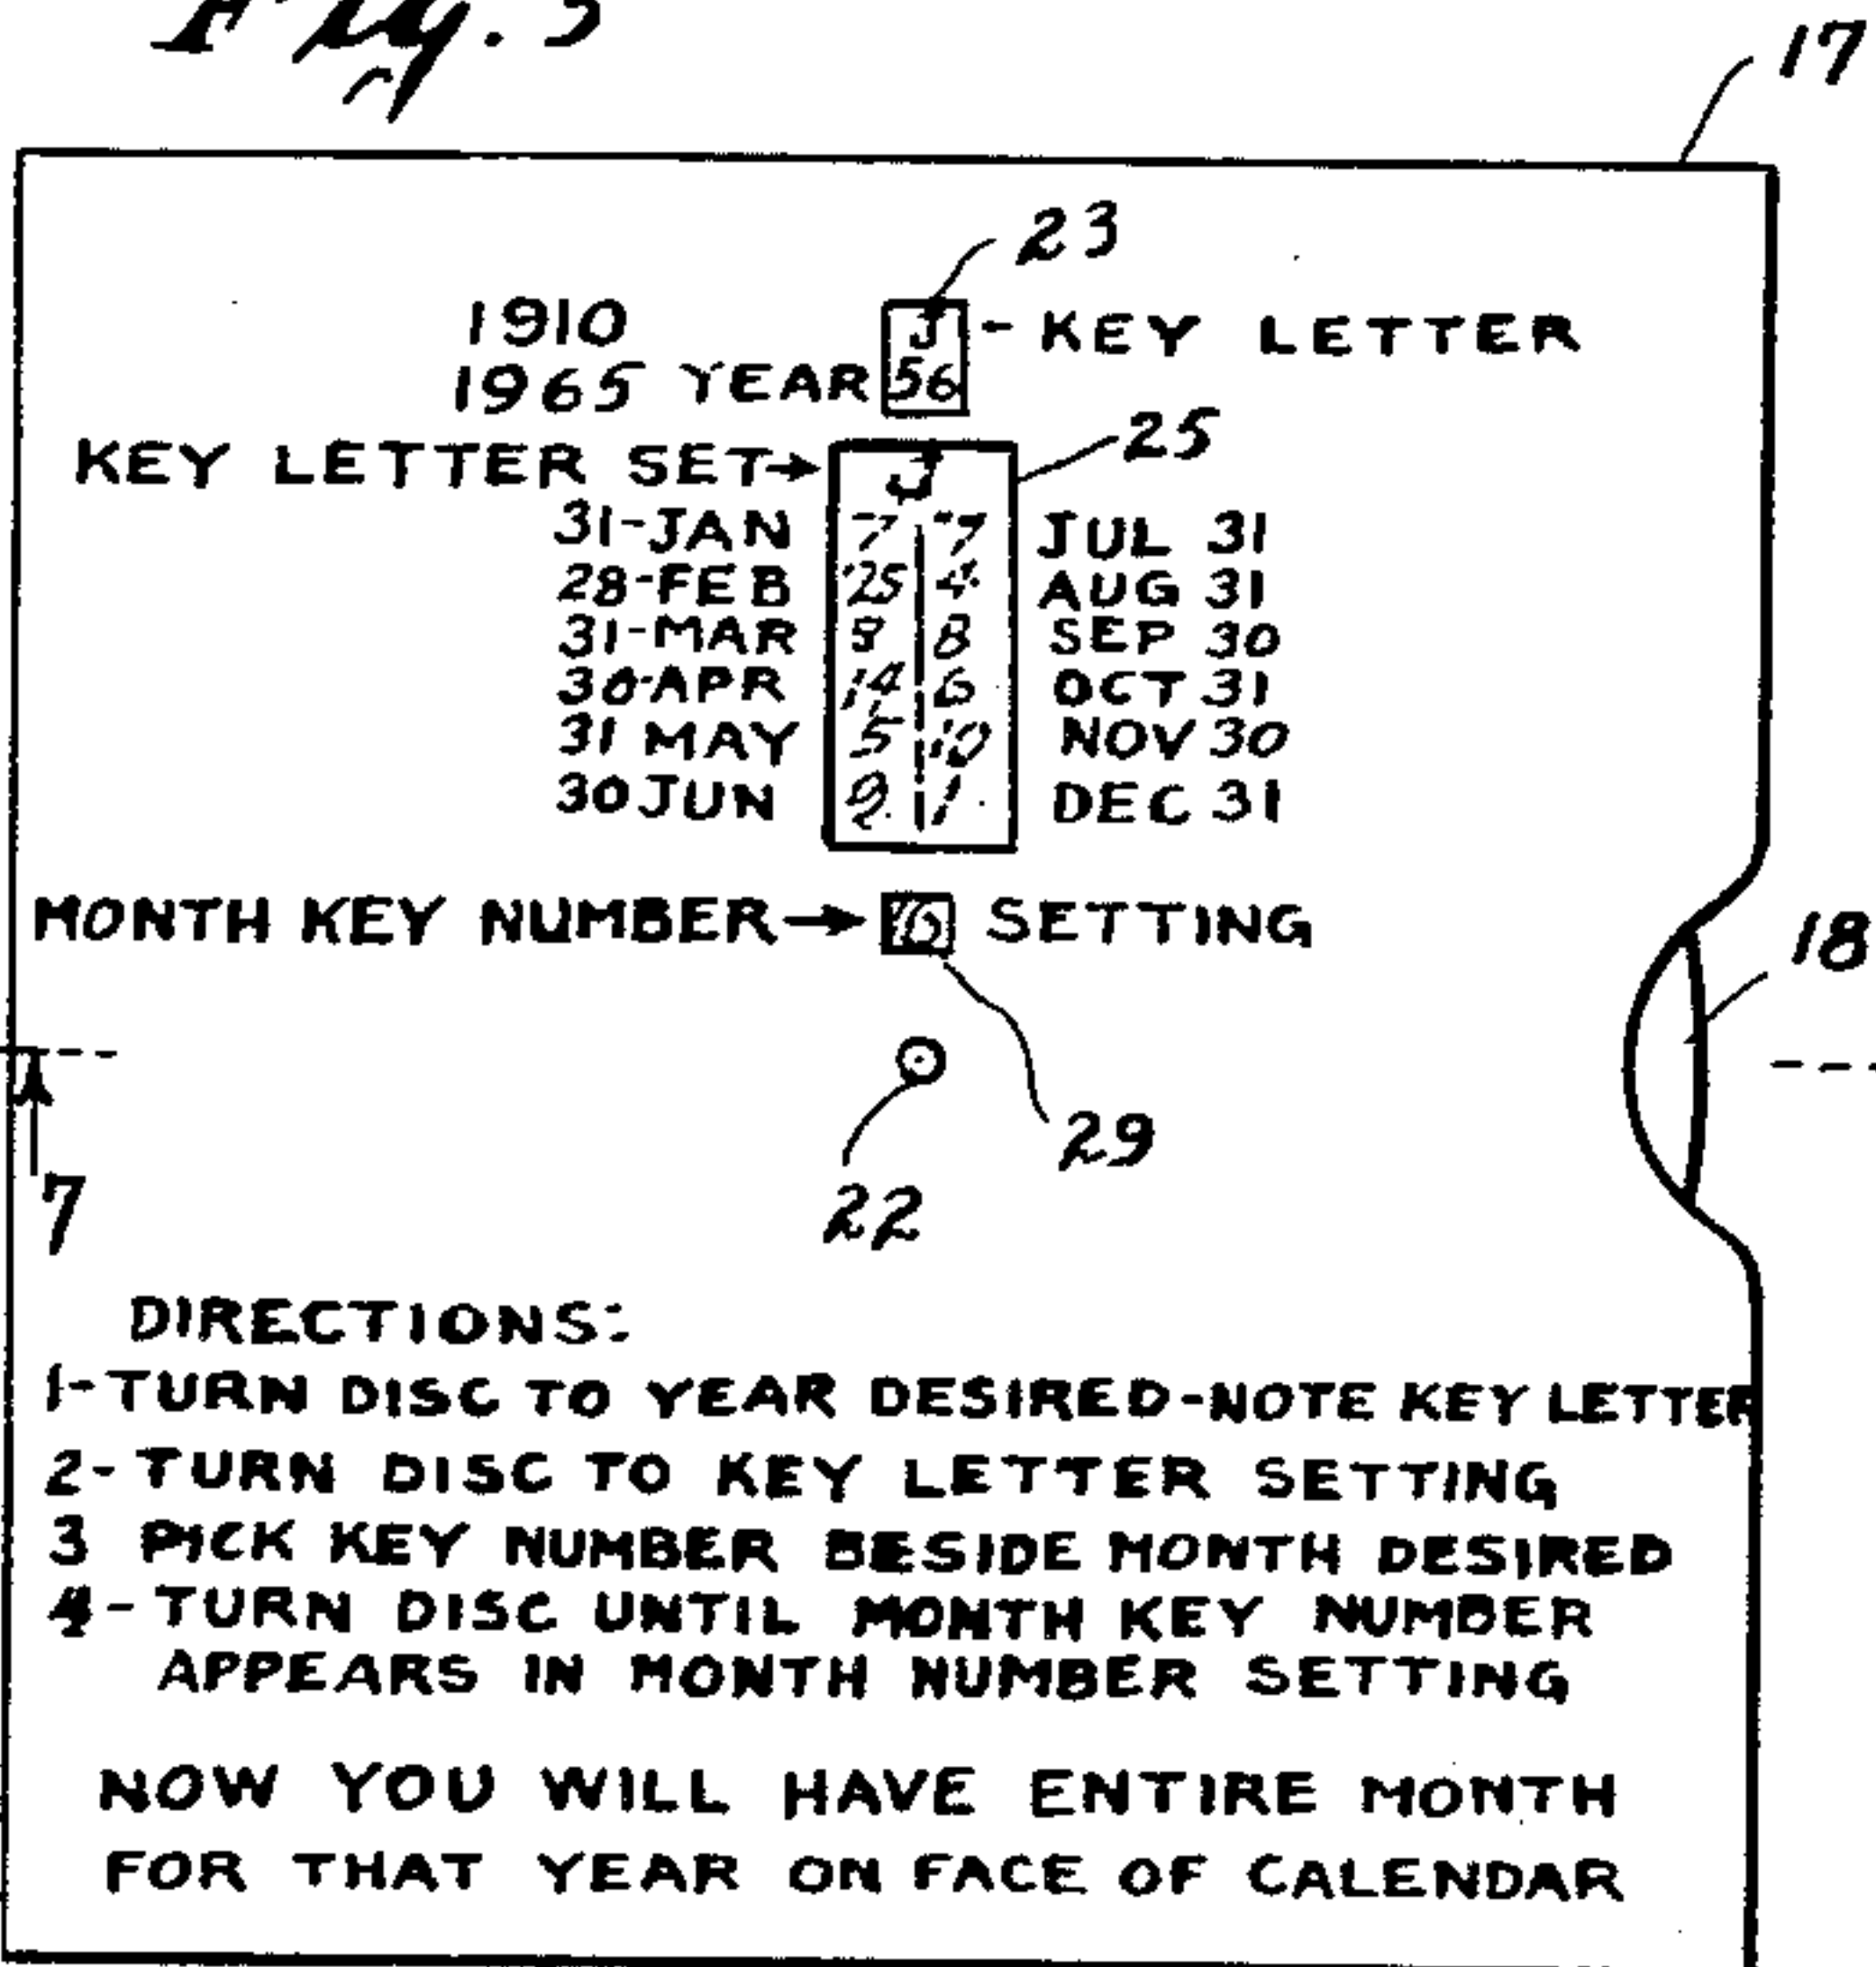 Fig. 5
17
23
1910 J - KEY LETTER
1965 YEAR 56
25
KEY LETTER SET→ J
31-JAN 7 7 JUL 31
28-FEB 25 4 AUG 31
31-MAR 8 SEP 30
30-APR 14 6 OCT 31
31 MAY 5 10 NOV 30
30 JUN 1 DEC 31
MONTH KEY NUMBER→ SETTING
18
29
7
22
DIRECTIONS:
1-TURN DISC TO YEAR DESIRED-NOTE KEY LETTER
2-TURN DISC TO KEY LETTER SETTING
3 PICK KEY NUMBER BESIDE MONTH DESIRED
4-TURN DISC UNTIL MONTH KEY NUMBER
APPEARS IN MONTH NUMBER SETTING
NOW YOU WILL HAVE ENTIRE MONTH
FOR THAT YEAR ON FACE OF CALENDAR